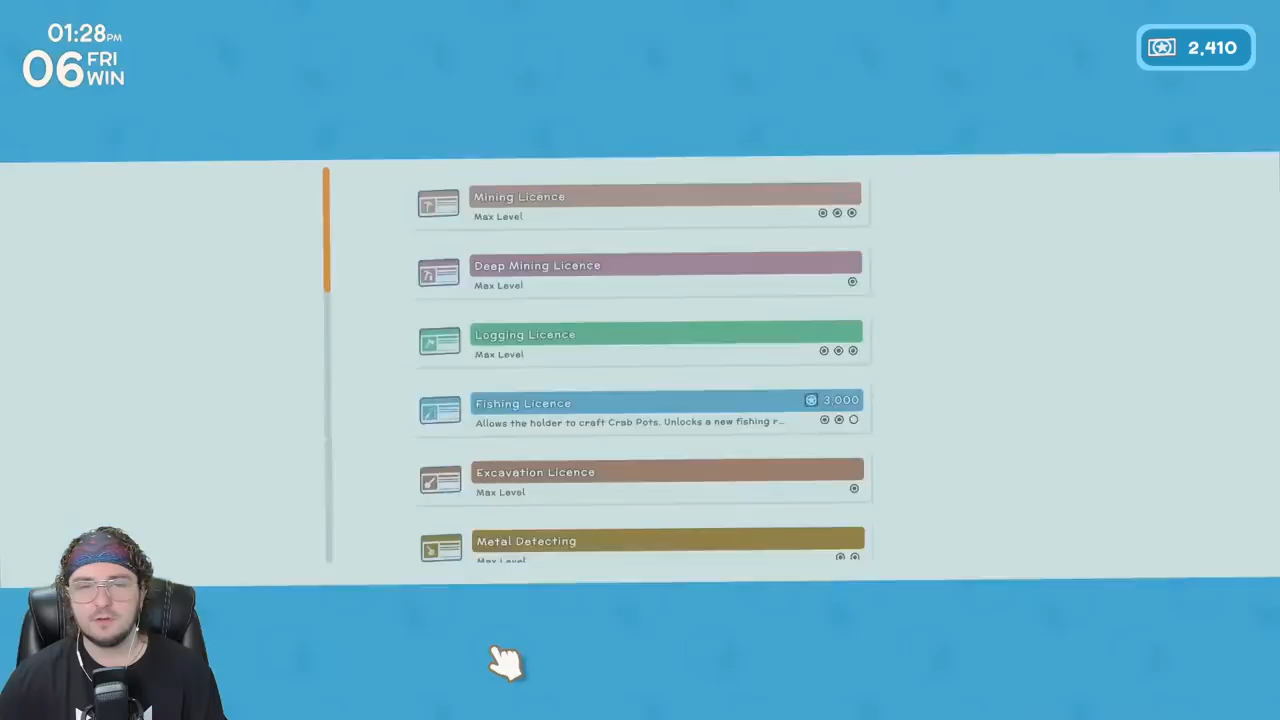 01:28PM
06 FRI WIN
2,410
Mining Licence
Max Level
Deep Mining Licence
Max Level
Logging Licence
Max Level
Fishing Licence 3,000
Allows the holder to craft Crab Pots. Unlocks a new fishing r...
Excavation Licence
Max Level
Metal Detecting
Max Level